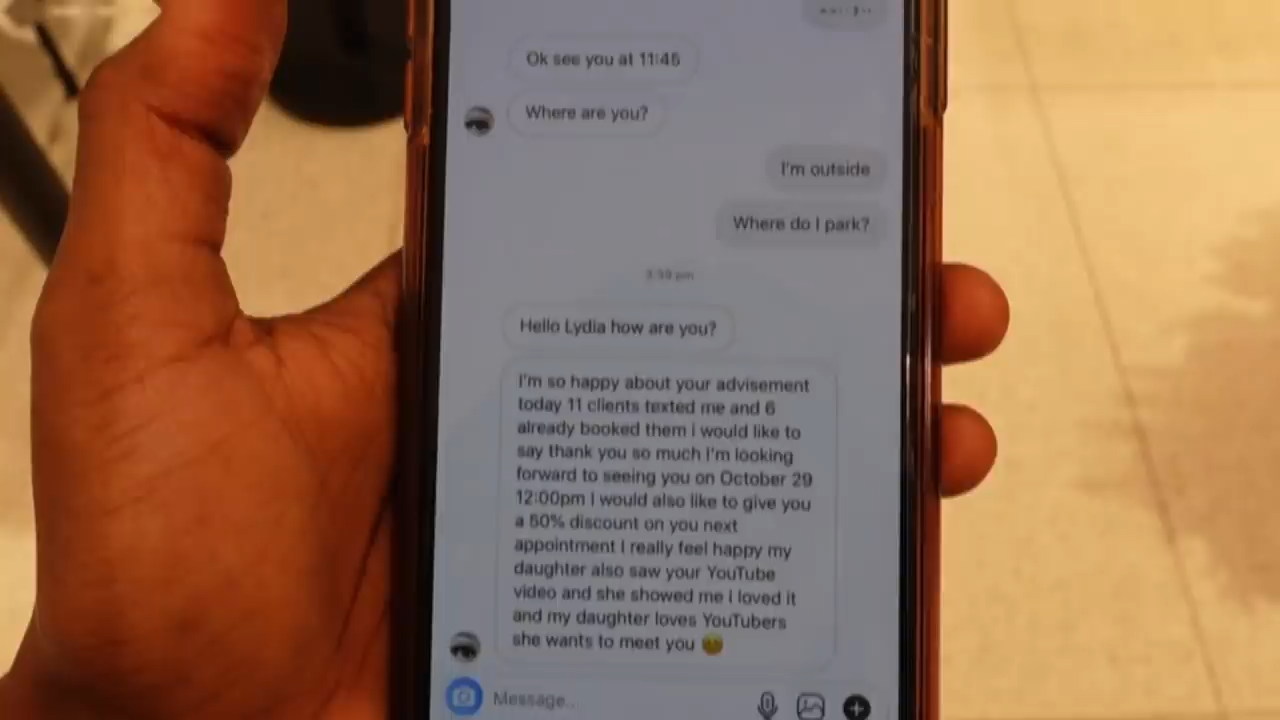 Ok see you at 11:45
Where are you?
I'm outside
Where do I park?
Hello Lydia how are you?
I'm so happy about your advisement
today 11 clients texted me and 6
already booked them i would like to
say thank you so much I'm looking
forward to seeing you on October 29
12:00pm I would also like to give you
a 50% discount on you next
appointment I really feel happy my
daughter also saw your YouTube
video and she showed me I loved it
and my daughter loves YouTubers
she wants to meet you 😊
Message..